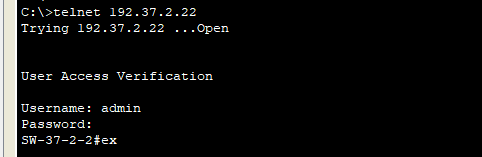 C:\>telnet 192.37.2.22
Trying 192.37.2.22 ...Open
User Access Verification
Username: admin
Password:
SW-37-2-2#ex